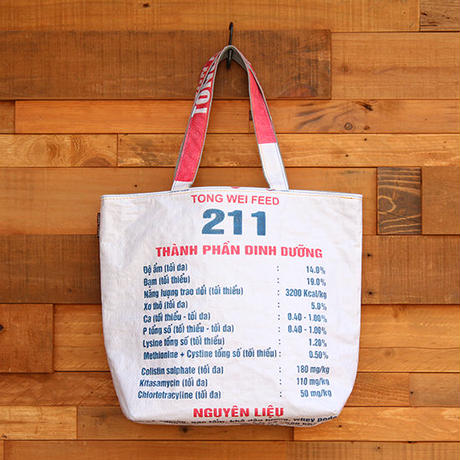 TONG WEI FEED
211
THÀNH PHẦN DINH DƯỠNG
Độ ẩm (tối đa) : 14.0%
Đạm (tối thiểu) : 19.0%
Năng lượng trao đổi (tối thiểu) : 3200 Kcal/kg
Xơ thô (tối đa) : 5.0%
Ca (tối thiểu - tối đa) : 0.40 - 1.00%
P tổng số (tối thiểu - tối đa) : 0.40 - 1.00%
Lysine tổng số (tối thiểu) : 1.20%
Methionine + Cystine tổng số (tối thiểu) : 0.50%
Colistin sulphate (tối đa) : 180 mg/kg
Kitasamycin (tối đa) : 110 mg/kg
Chlortetracyline (tối đa) : 50 mg/kg
NGUYÊN LIỆU